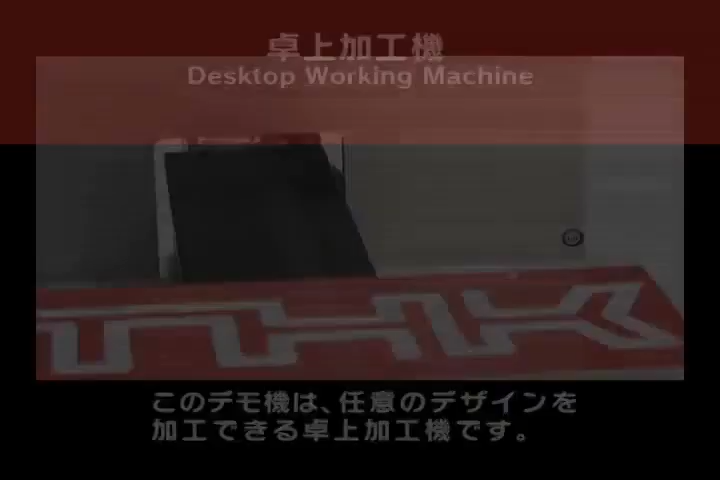 卓上加工機
Desktop Working Machine
THK
このデモ機は、任意のデザインを
加工できる卓上加工機です。